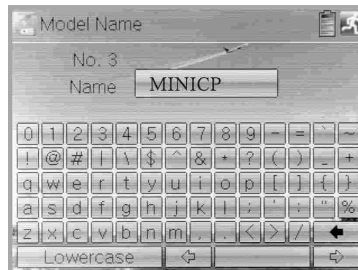 Model Name
No. 3
Name MINICP
0 1 2 3 4 5 6 7 8 9 - = ` ~
! @ # | \ $ ^ & * ? ( ) _ +
q w e r t y u i o p [ ] { }
a s d f g h j k l ; ' : " %
z x c v b n m , . < > /
Lowercase